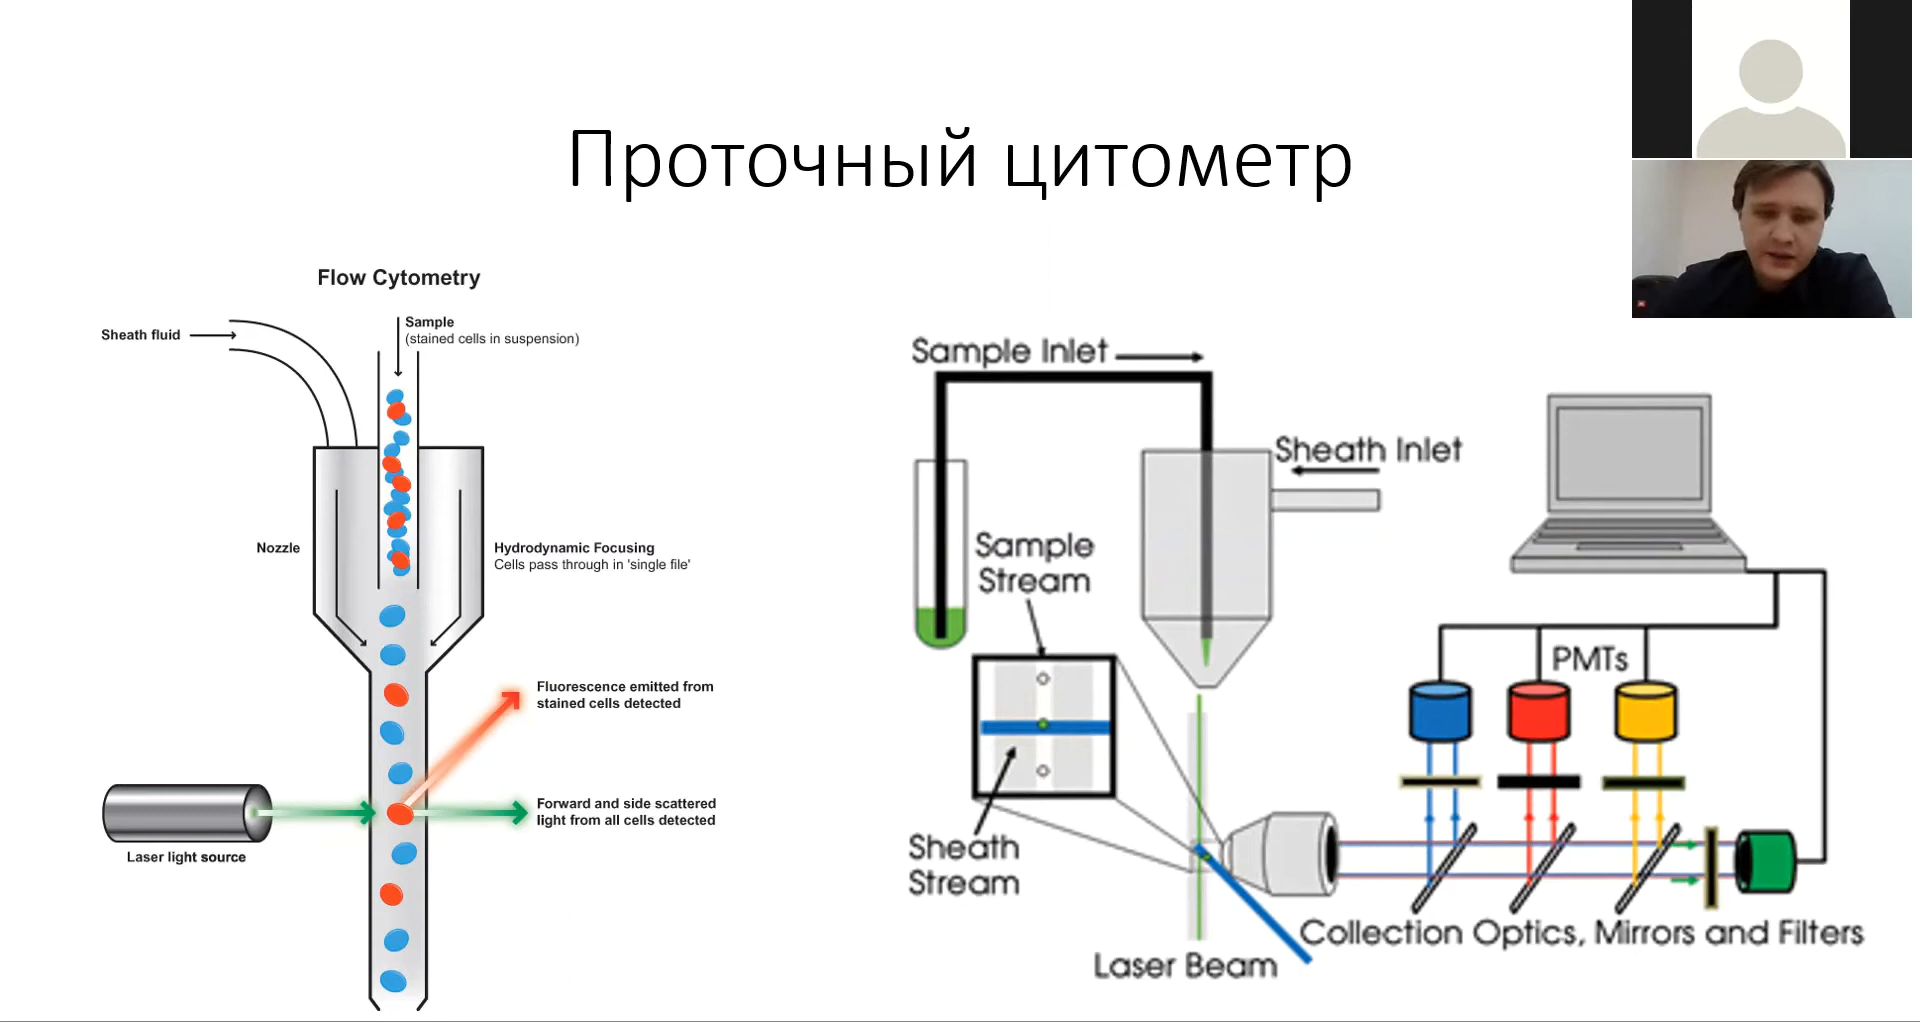 Проточный цитометр
Flow Cytometry
Sheath fluid
Sample
(stained cells in suspension)
Nozzle
Hydrodynamic Focusing
Cells pass through in 'single file'
Fluorescence emitted from
stained cells detected
Forward and side scattered
light from all cells detected
Laser light source
Sample Inlet
Sheath Inlet
Sample
Stream
PMTs
Sheath
Stream
Collection Optics, Mirrors and Filters
Laser Beam